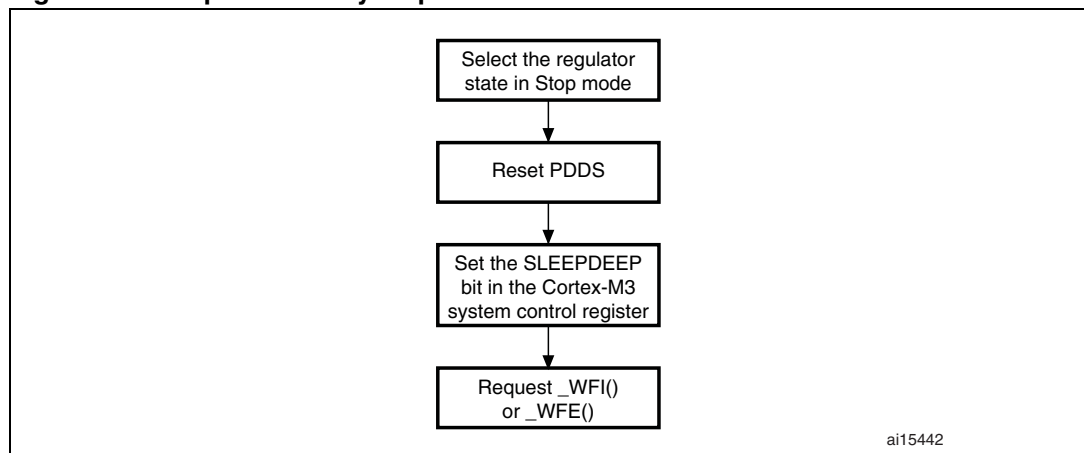 Select the regulator
state in Stop mode
Reset PDDS
Set the SLEEPDEEP
bit in the Cortex-M3
system control register
Request _WFI()
or _WFE()
ai15442